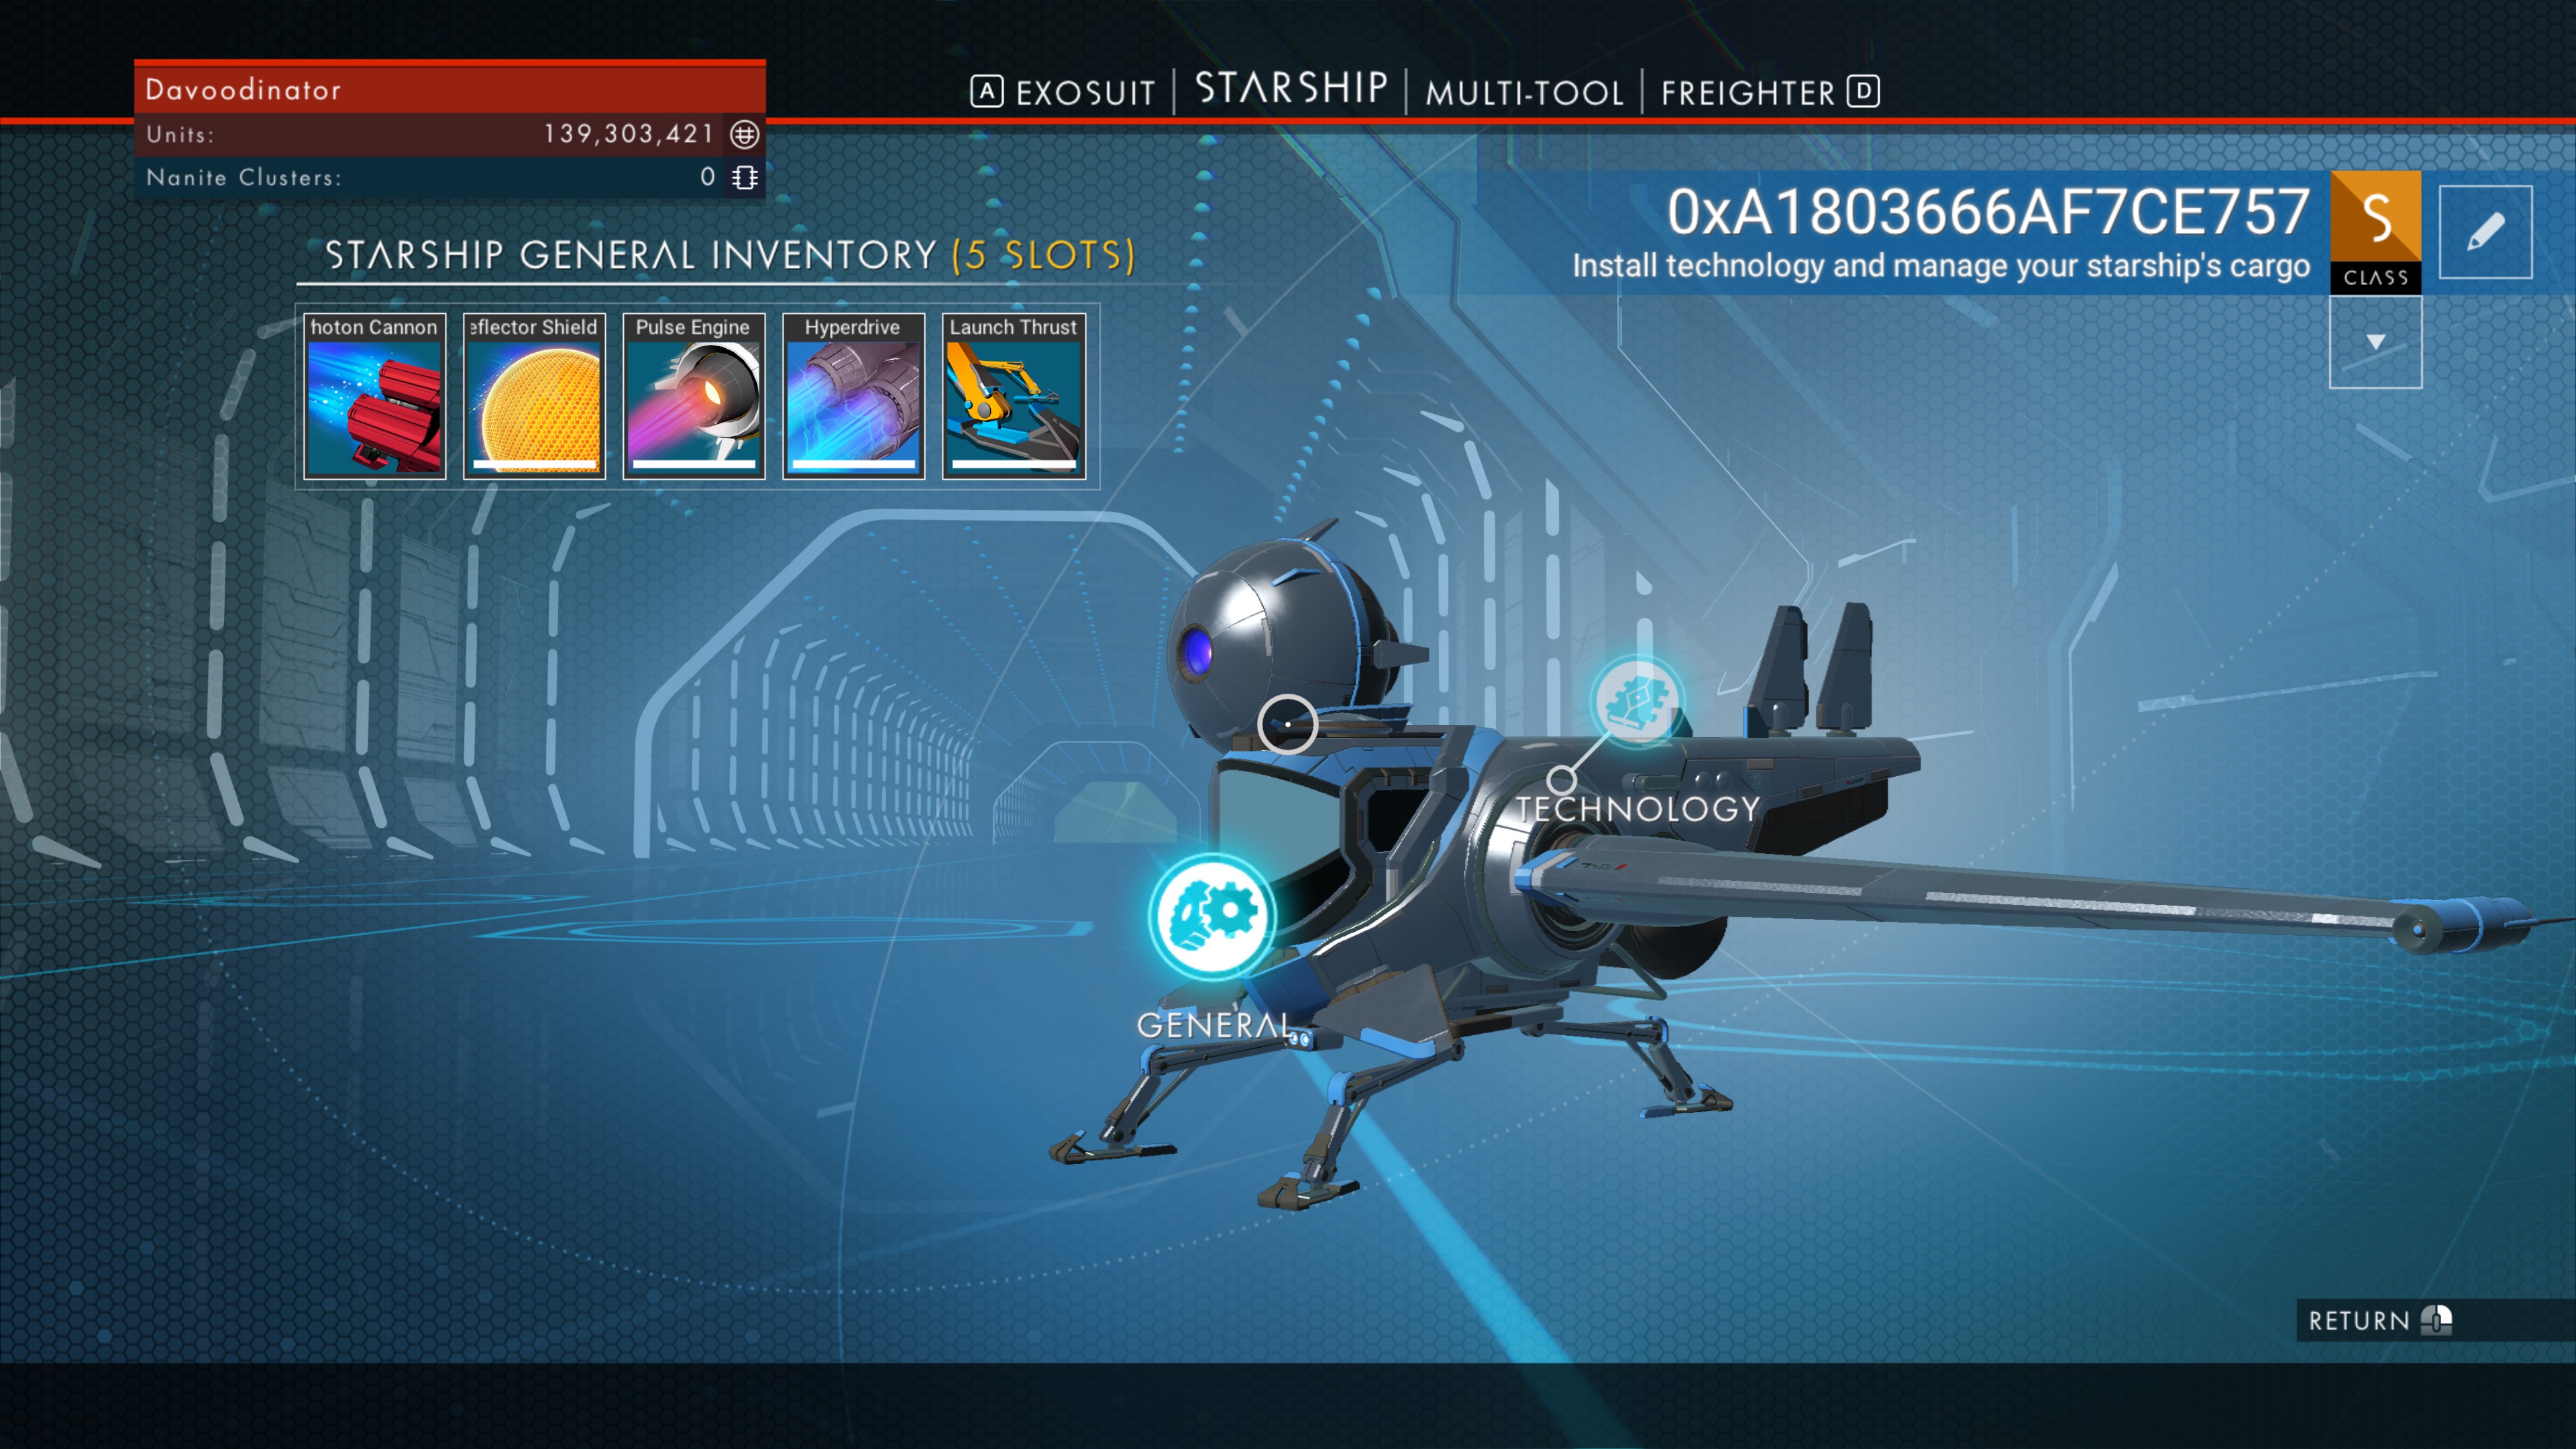 Davoodinator
Units: 139,303,421
Nanite Clusters: 0
A EXOSUIT STARSHIP MULTI-TOOL FREIGHTER D
0xA1803666AF7CE757
Install technology and manage your starship's cargo
S
CLASS
STARSHIP GENERAL INVENTORY (5 SLOTS)
hoton Cannon eflector Shield Pulse Engine Hyperdrive Launch Thrust
TECHNOLOGY
GENERAL
RETURN